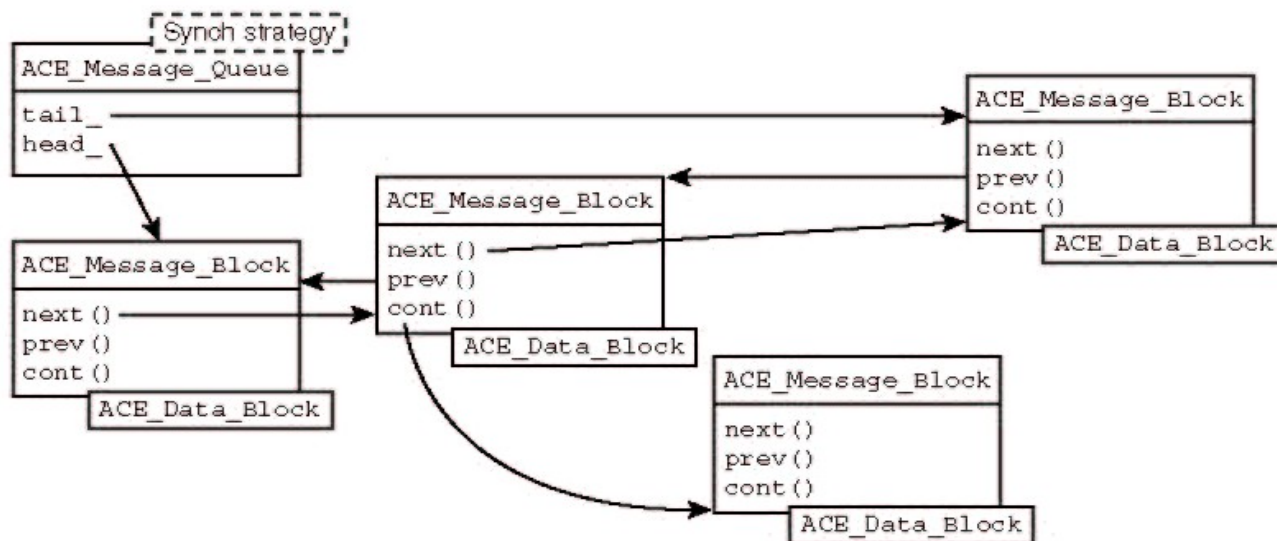 Synch strategy
ACE_Message_Queue
tail_
head_
ACE_Message_Block
next()
prev()
cont()
ACE_Data_Block
ACE_Message_Block
next()
prev()
cont()
ACE_Data_Block
ACE_Message_Block
next()
prev()
cont()
ACE_Data_Block
ACE_Message_Block
next()
prev()
cont()
ACE_Data_Block